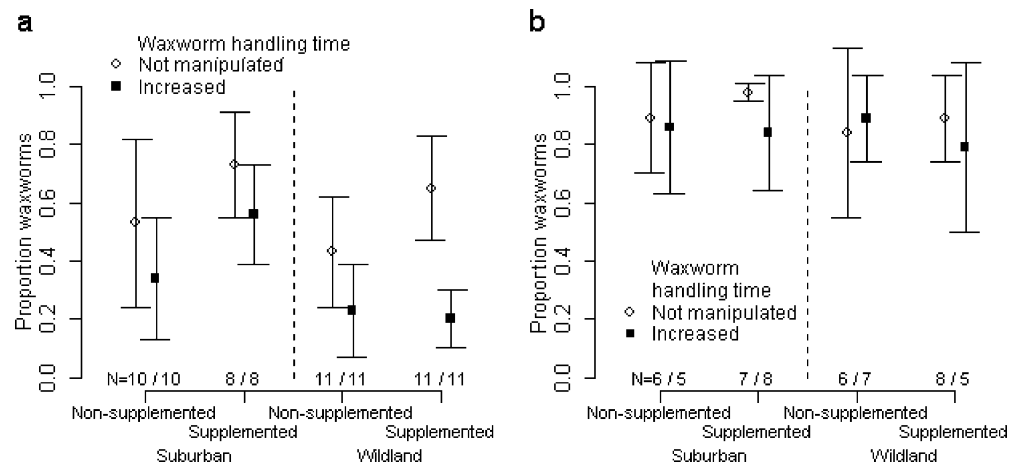 a
Waxworm handling time
Not manipulated
Increased
Proportion waxworms
1.0
0.8
0.6
0.4
0.2
0.0
N=10 / 10
8 / 8
11 / 11
11 / 11
Non-supplemented
Supplemented
Non-supplemented
Supplemented
Suburban
Wildland
b
Proportion waxworms
1.0
0.8
0.6
0.4
0.2
0.0
Waxworm
handling time
Not manipulated
Increased
N=6 / 5
7 / 8
6 / 7
8 / 5
Non-supplemented
Supplemented
Non-supplemented
Supplemented
Suburban
Wildland